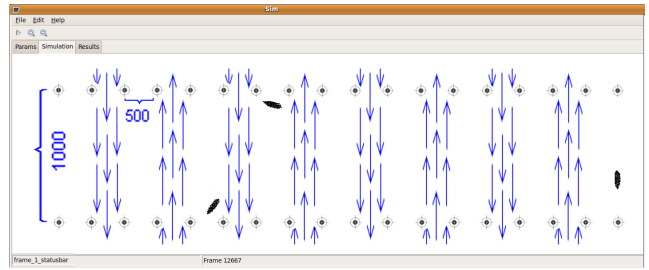 Sim
File Edit Help
Params Simulation Results
500
1000
frame_1_statusbar Frame 12667